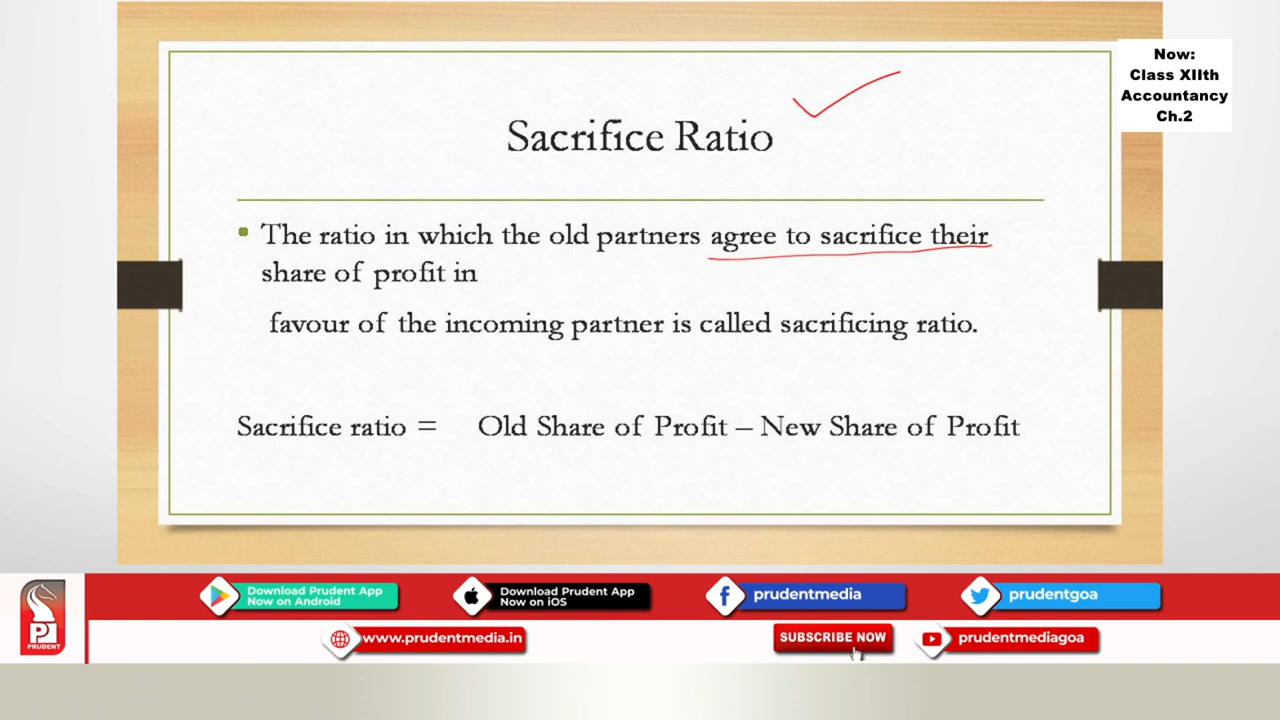 Now:
Class XIIth
Accountancy
Ch.2
Sacrifice Ratio
• The ratio in which the old partners agree to sacrifice their
share of profit in
favour of the incoming partner is called sacrificing ratio.
Sacrifice ratio = Old Share of Profit – New Share of Profit
PRUDENT
Download Prudent App
Now on Android
Download Prudent App
Now on iOS
prudentmedia
prudentgoa
www.prudentmedia.in
SUBSCRIBE NOW
prudentmediagoa